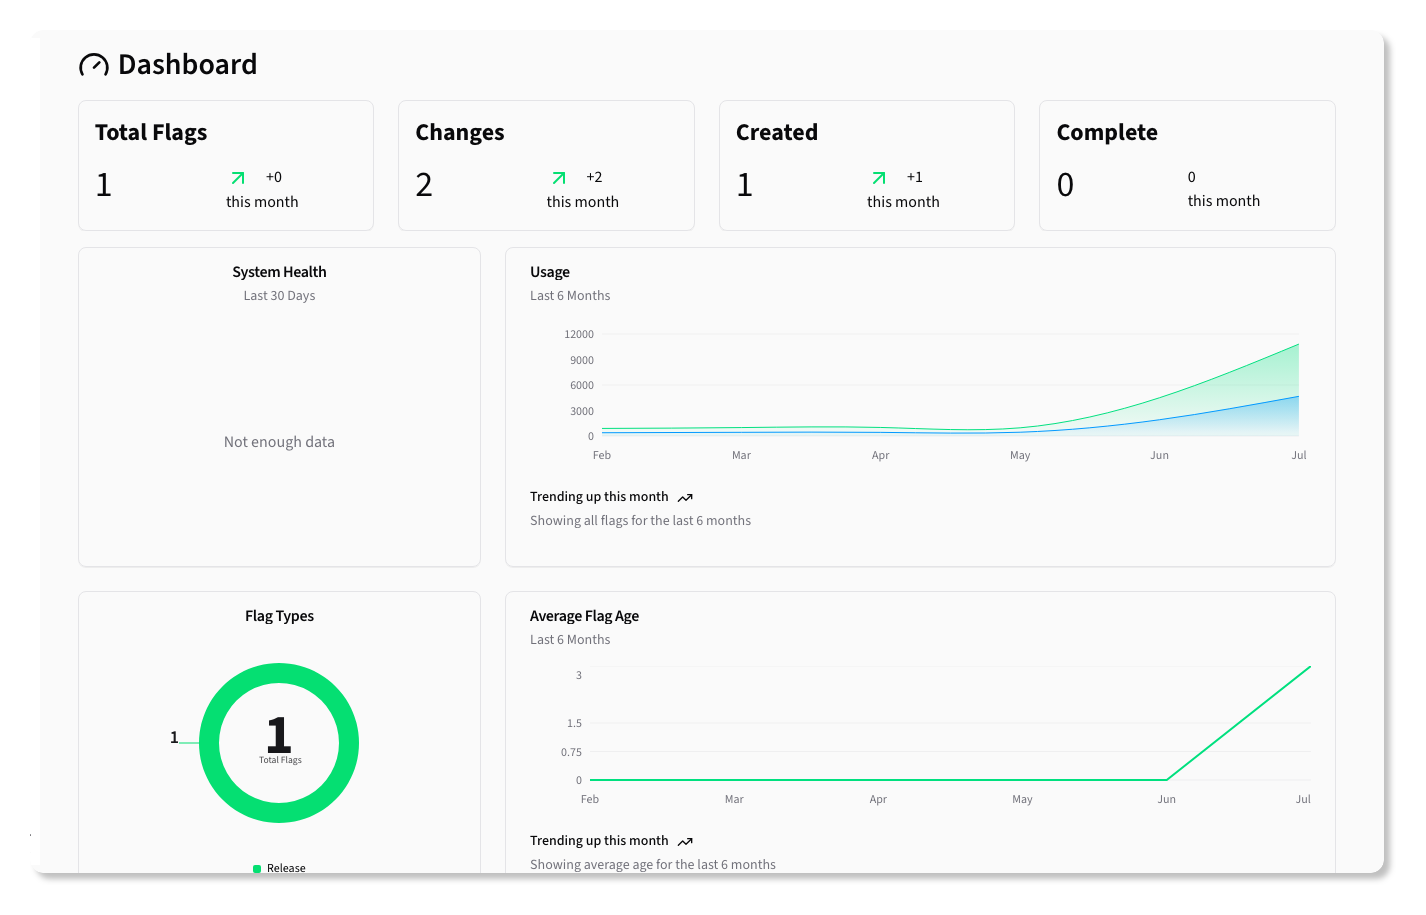 Dashboard
Total Flags
1
+0
this month
Changes
2
+2
this month
Created
1
+1
this month
Complete
0
0
this month
System Health
Last 30 Days
Not enough data
Usage
Last 6 Months
12000
9000
6000
3000
0
Feb Mar Apr May Jun Jul
Trending up this month
Showing all flags for the last 6 months
Flag Types
1
1
Total Flags
Release
Average Flag Age
Last 6 Months
3
1.5
0.75
0
Feb Mar Apr May Jun Jul
Trending up this month
Showing average age for the last 6 months